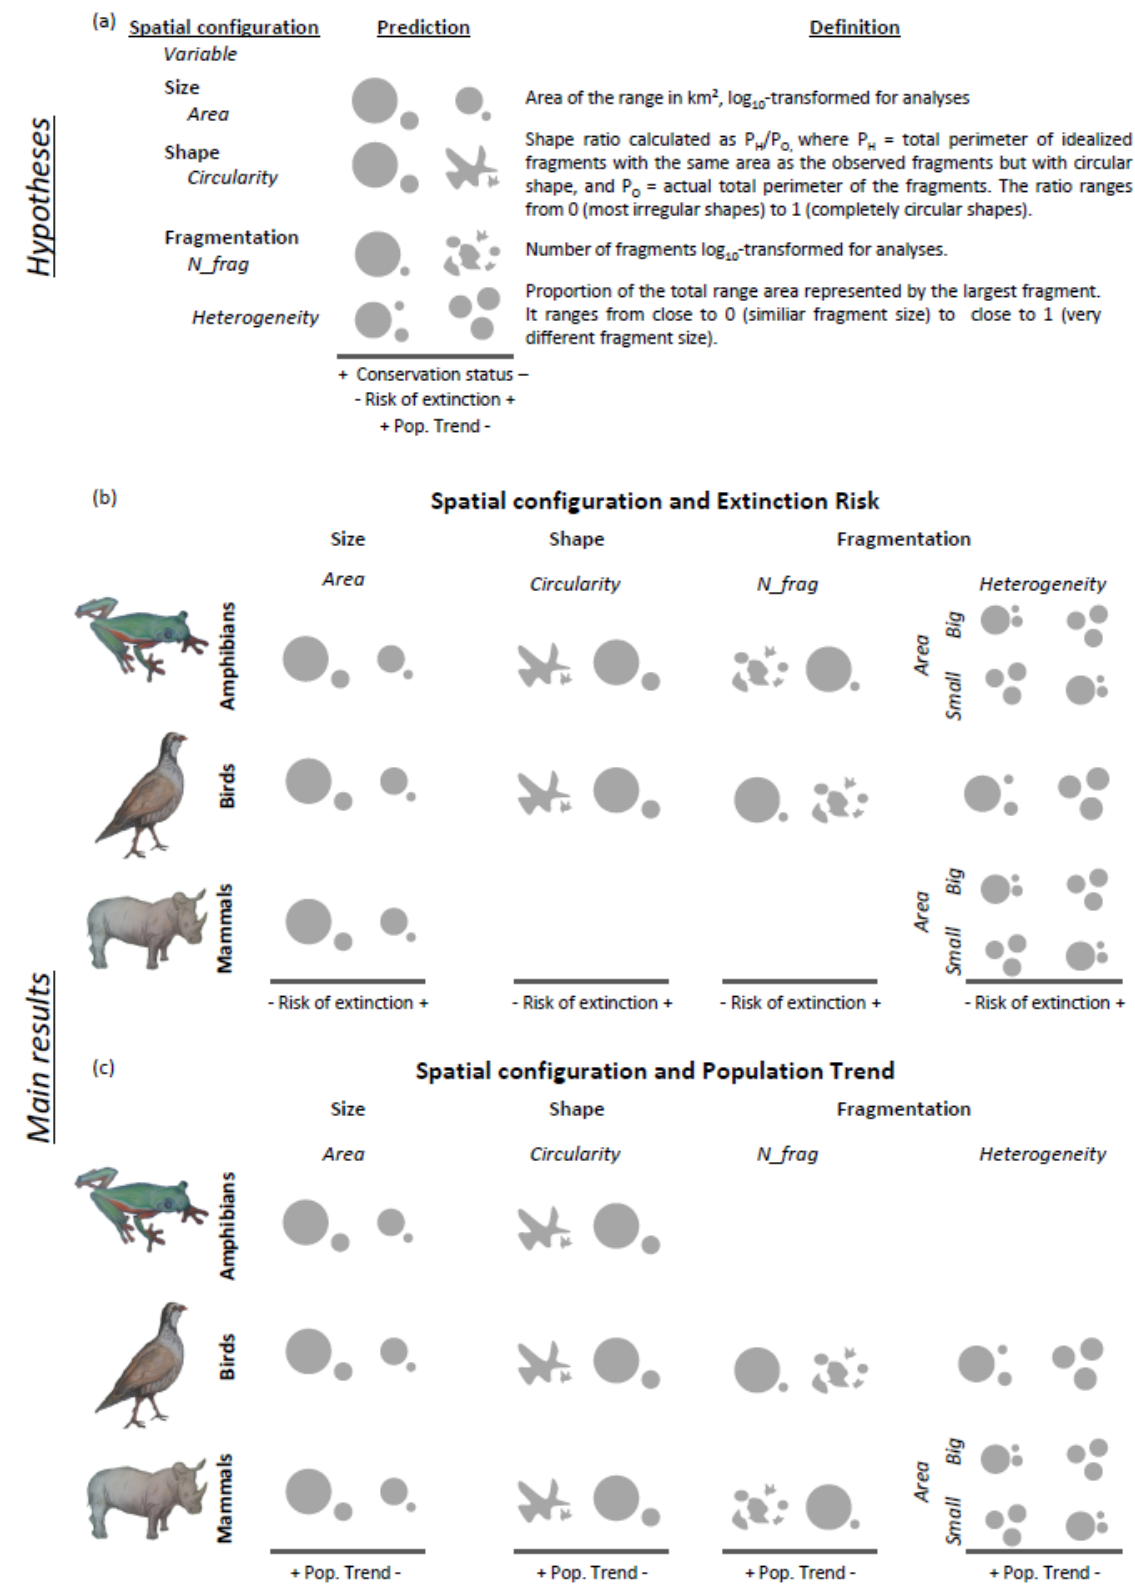 (a) Spatial configuration Prediction Definition
Variable
Size
Area
Area of the range in km², log₁₀-transformed for analyses
Shape
Circularity
Shape ratio calculated as P_H/P_O, where P_H = total perimeter of idealized
fragments with the same area as the observed fragments but with circular
shape, and P_O = actual total perimeter of the fragments. The ratio ranges
from 0 (most irregular shapes) to 1 (completely circular shapes).
Fragmentation
N_frag
Number of fragments log₁₀-transformed for analyses.
Heterogeneity
Proportion of the total range area represented by the largest fragment.
It ranges from close to 0 (similiar fragment size) to close to 1 (very
different fragment size).
+ Conservation status –
- Risk of extinction +
+ Pop. Trend -
Hypotheses
(b) Spatial configuration and Extinction Risk
Size Shape Fragmentation
Area Circularity N_frag Heterogeneity
Amphibians
Area
Big
Small
Birds
Mammals
Area
Big
Small
- Risk of extinction + - Risk of extinction + - Risk of extinction + - Risk of extinction +
Main results
(c) Spatial configuration and Population Trend
Size Shape Fragmentation
Area Circularity N_frag Heterogeneity
Amphibians
Birds
Mammals
Area
Big
Small
+ Pop. Trend - + Pop. Trend - + Pop. Trend - + Pop. Trend -